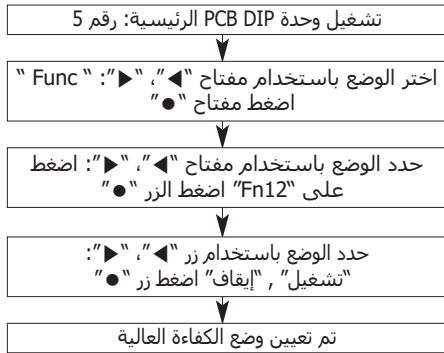 تشغيل وحدة PCB DIP الرئيسية: رقم 5
اختر الوضع باستخدام مفتاح “◀”، “▶”: “ Func “
اضغط مفتاح “●”
حدد الوضع باستخدام مفتاح “◀”، “▶”: اضغط
على “Fn12” اضغط الزر “●”
حدد الوضع باستخدام زر “◀”، “▶”:
“تشغيل” , “إيقاف” اضغط زر “●”
تم تعيين وضع الكفاءة العالية